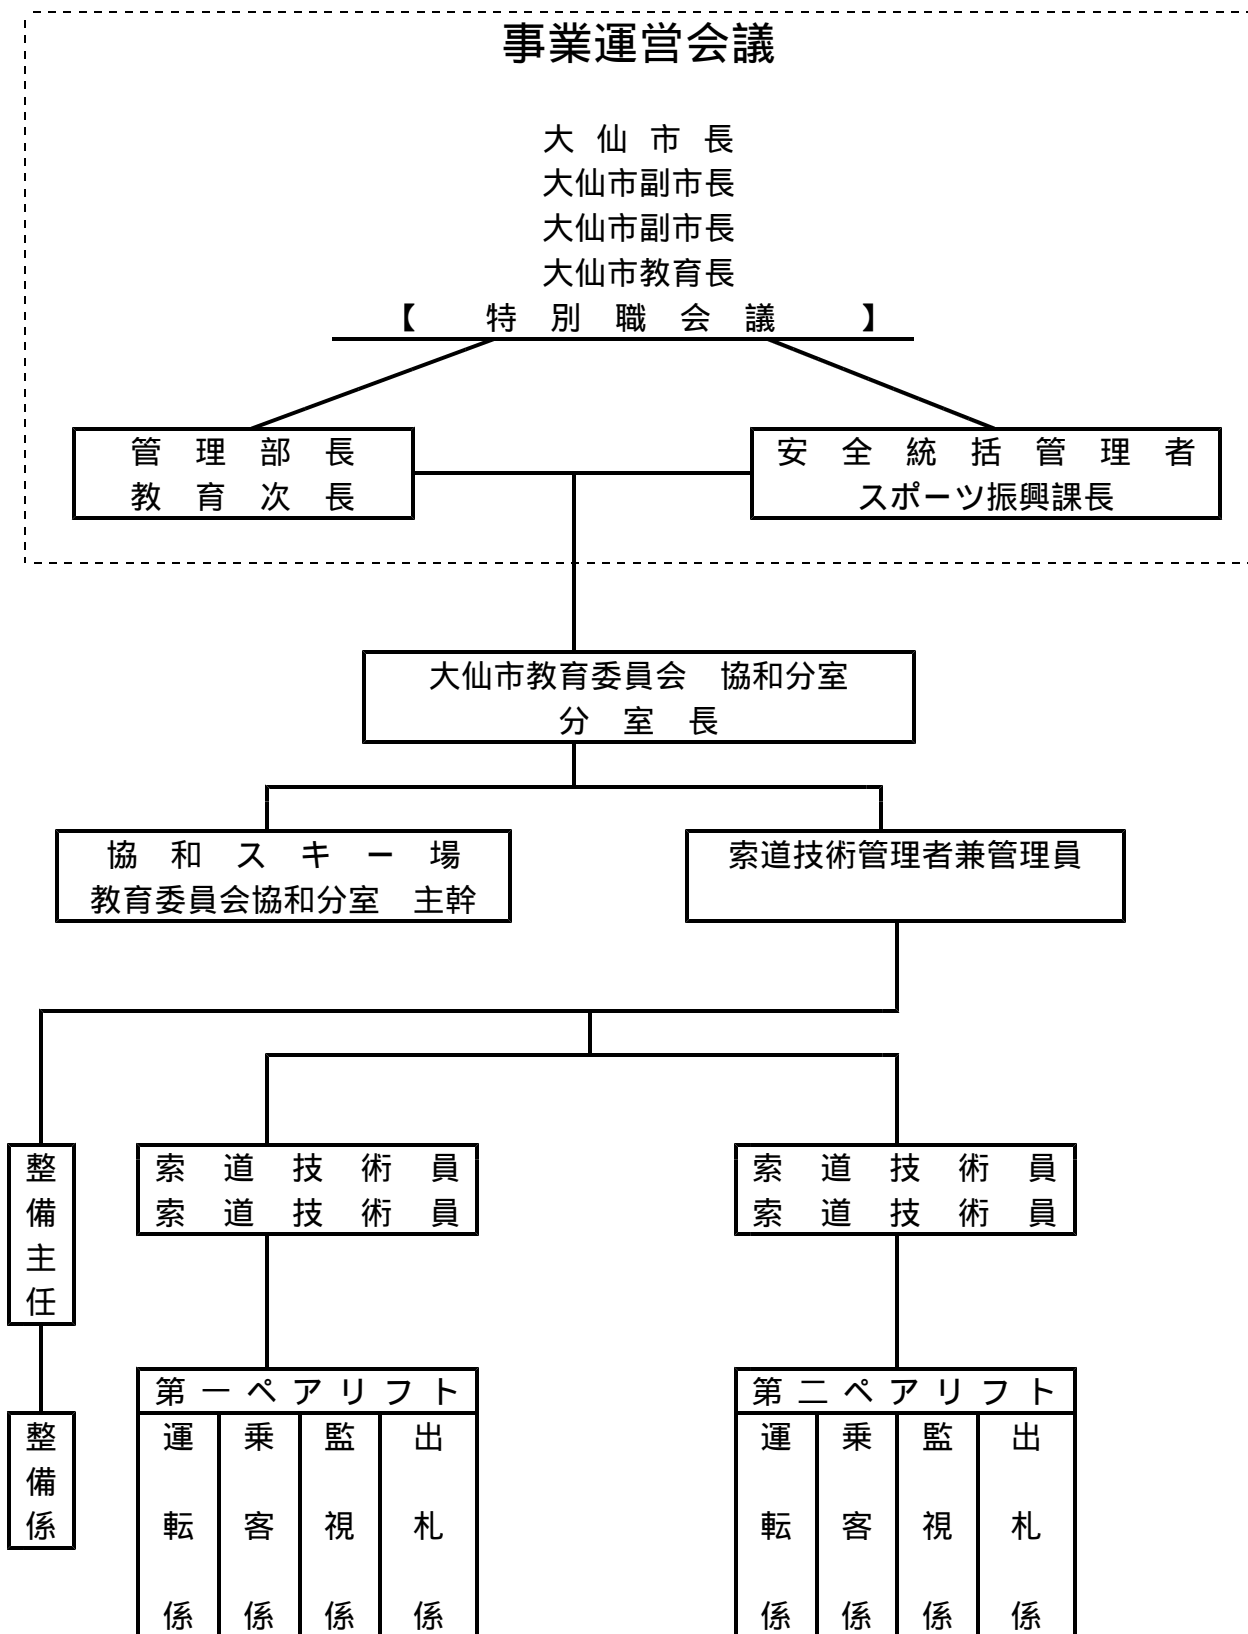 事業運営会議
大仙市長
大仙市副市長
大仙市副市長
大仙市教育長
【 特別職会議 】
管理部長
教育次長
安全統括管理者
スポーツ振興課長
大仙市教育委員会 協和分室
分室長
協和スキー場
教育委員会協和分室 主幹
索道技術管理者兼管理員
整備主任
索道技術員
索道技術員
索道技術員
索道技術員
整備係
第一ペアリフト
運転係
乗客係
監視係
出札係
第二ペアリフト
運転係
乗客係
監視係
出札係